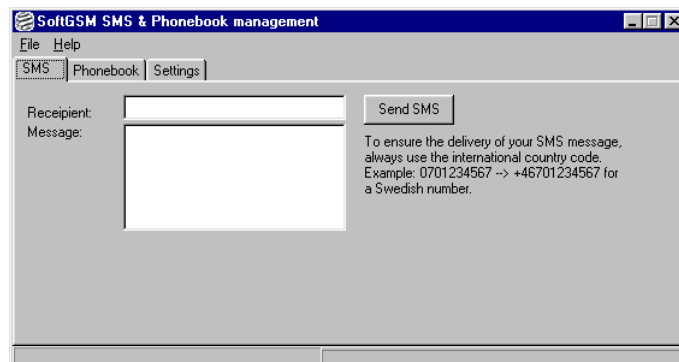 SoftGSM SMS & Phonebook management
File Help
SMS Phonebook Settings
Receipient:
Send SMS
Message:
To ensure the delivery of your SMS message,
always use the international country code.
Example: 0701234567 --> +46701234567 for
a Swedish number.